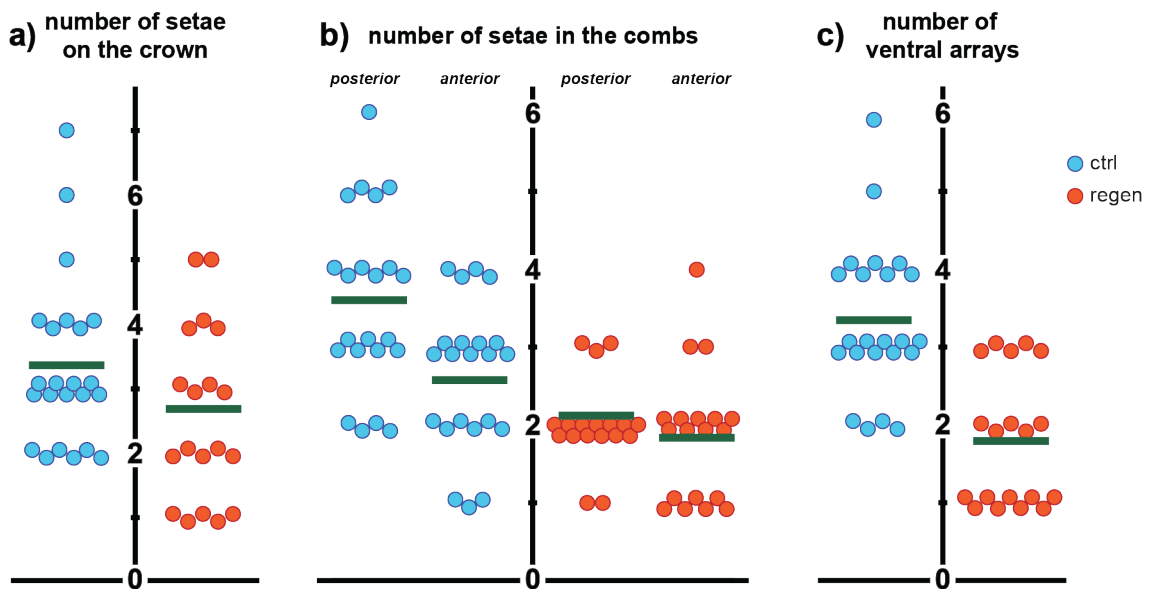 a) number of setae
on the crown
6
4
2
0
b) number of setae in the combs
posterior anterior posterior anterior
6
4
2
0
c) number of
ventral arrays
6
4
2
0
ctrl
regen